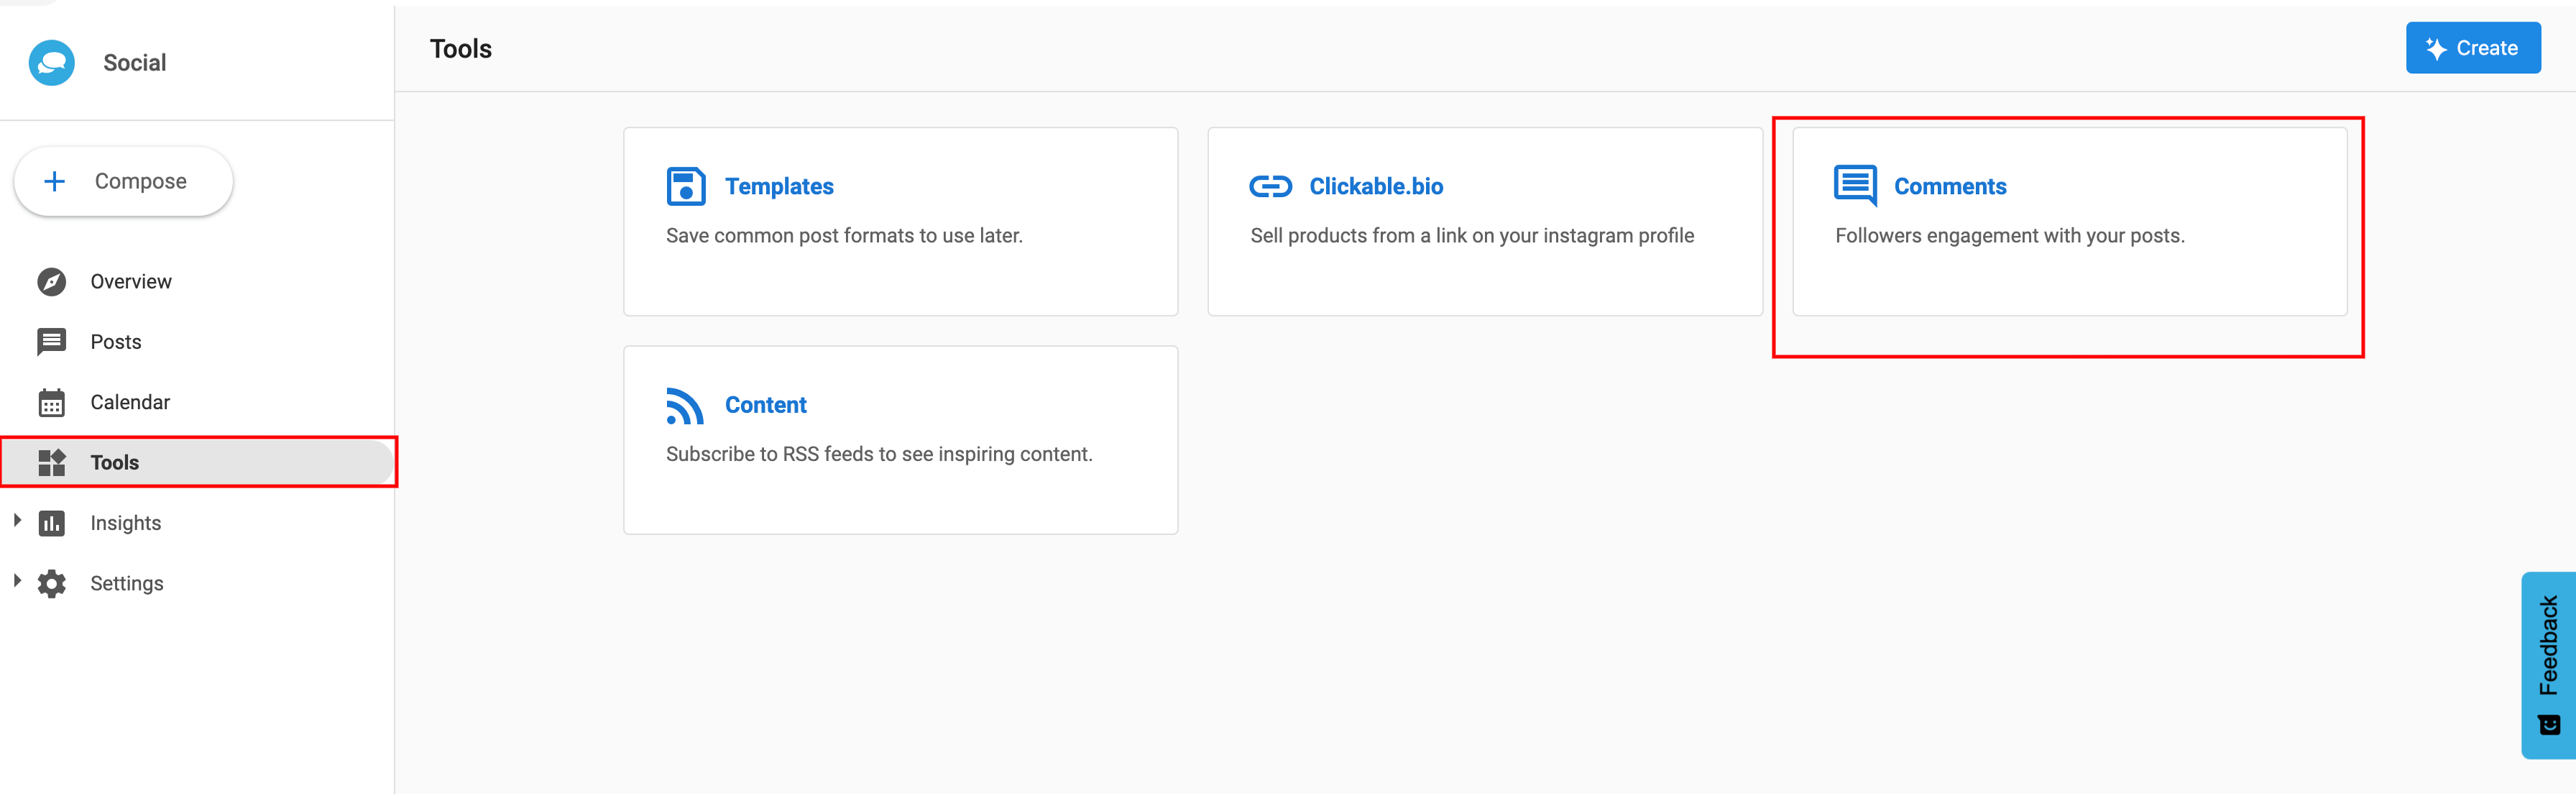 Social
Compose
Overview
Posts
Calendar
Tools
Insights
Settings
Tools
Create
Templates
Save common post formats to use later.
Clickable.bio
Sell products from a link on your instagram profile
Comments
Followers engagement with your posts.
Content
Subscribe to RSS feeds to see inspiring content.
Feedback